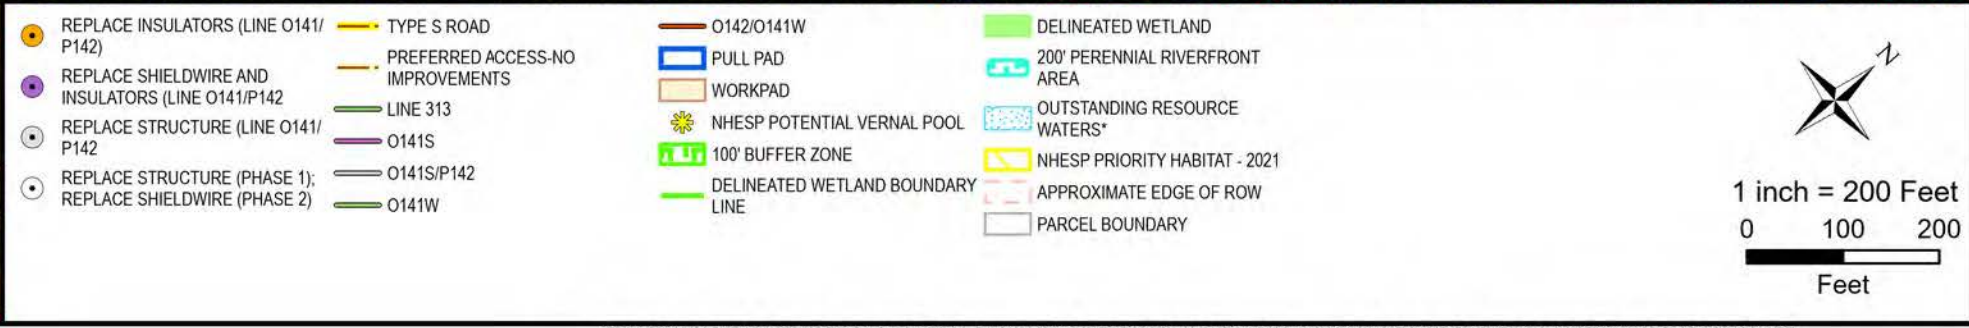 REPLACE INSULATORS (LINE O141/
P142)
REPLACE SHIELDWIRE AND
INSULATORS (LINE O141/P142
REPLACE STRUCTURE (LINE O141/
P142
REPLACE STRUCTURE (PHASE 1);
REPLACE SHIELDWIRE (PHASE 2)
TYPE S ROAD
PREFERRED ACCESS-NO
IMPROVEMENTS
LINE 313
O141S
O141S/P142
O141W
O142/O141W
PULL PAD
WORKPAD
NHESP POTENTIAL VERNAL POOL
100' BUFFER ZONE
DELINEATED WETLAND BOUNDARY
LINE
DELINEATED WETLAND
200' PERENNIAL RIVERFRONT
AREA
OUTSTANDING RESOURCE
WATERS*
NHESP PRIORITY HABITAT - 2021
APPROXIMATE EDGE OF ROW
PARCEL BOUNDARY
N
1 inch = 200 Feet
0 100 200
Feet